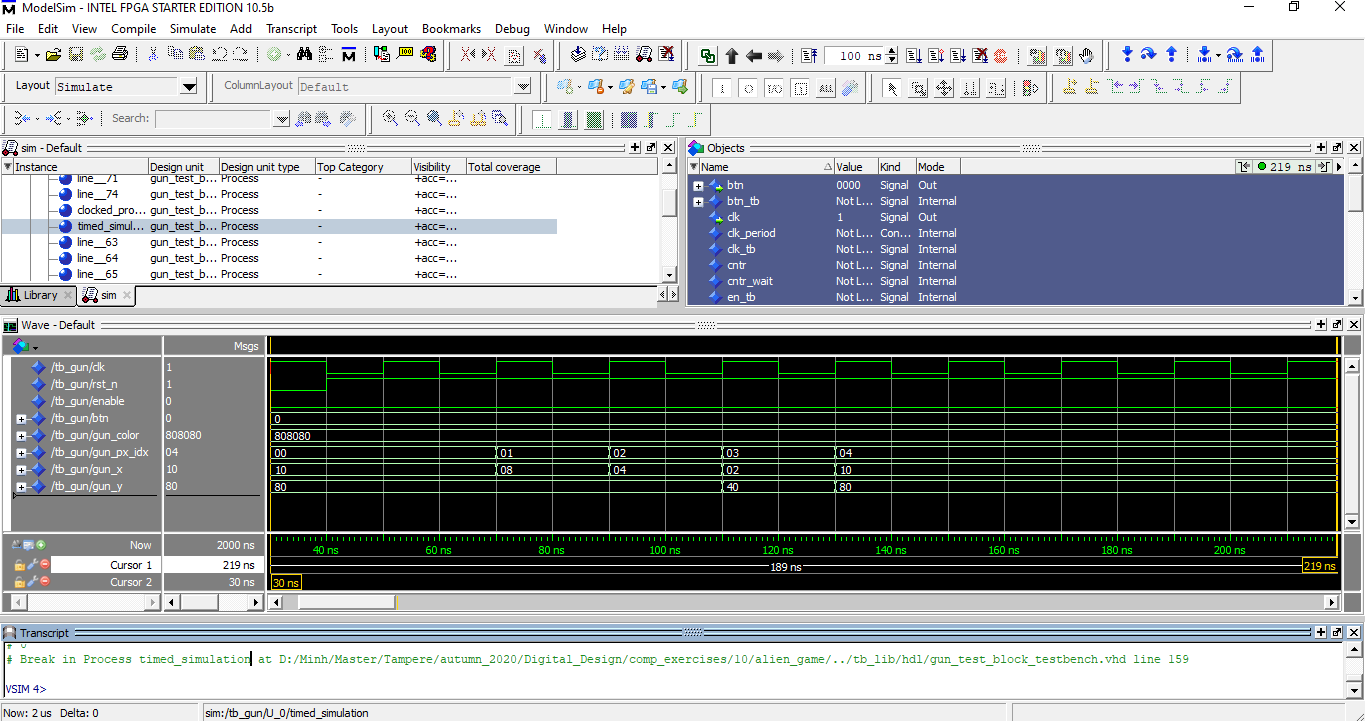 ModelSim - INTEL FPGA STARTER EDITION 10.5b
File Edit View Compile Simulate Add Transcript Tools Layout Bookmarks Debug Window Help
100 ns
Layout Simulate
ColumnLayout Default
ALL
Search:
sim - Default
Instance Design unit Design unit type Top Category Visibility Total coverage
line__71 gun_test_b... Process - +acc=...
line__74 gun_test_b... Process - +acc=...
clocked_pro... gun_test_b... Process - +acc=...
timed_simul... gun_test_b... Process - +acc=...
line__63 gun_test_b... Process - +acc=...
line__64 gun_test_b... Process - +acc=...
line__65 gun_test_b... Process - +acc=...
Library sim
Objects
Name Value Kind Mode 219 ns
btn 0000 Signal Out
btn_tb Not L... Signal Internal
clk 1 Signal Out
clk_period Not L... Con... Internal
clk_tb Not L... Signal Internal
cntr Not L... Signal Internal
cntr_wait Not L... Signal Internal
en_tb Not L... Signal Internal
Wave - Default
Msgs
/tb_gun/clk 1
/tb_gun/rst_n 1
/tb_gun/enable 0
/tb_gun/btn 0 0
/tb_gun/gun_color 808080 808080
/tb_gun/gun_px_idx 04 00 01 02 03 04
/tb_gun/gun_x 10 10 08 04 02 10
/tb_gun/gun_y 80 80 40 80
Now 2000 ns 40 ns 60 ns 80 ns 100 ns 120 ns 140 ns 160 ns 180 ns 200 ns
Cursor 1 219 ns 189 ns 219 ns
Cursor 2 30 ns 30 ns
Transcript
# Break in Process timed_simulation at D:/Minh/Master/Tampere/autumn_2020/Digital_Design/comp_exercises/10/alien_game/../tb_lib/hdl/gun_test_block_testbench.vhd line 159
VSIM 4>
Now: 2 us Delta: 0 sim:/tb_gun/U_0/timed_simulation